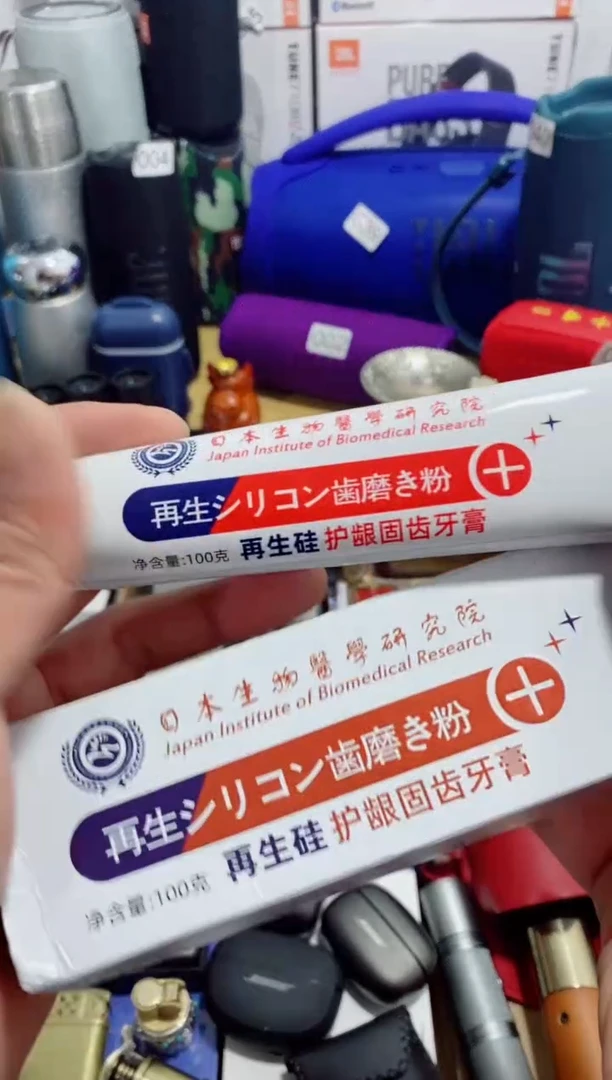 JBL
PURE
004
日本生物醫學研究院
Japan Institute of Biomedical Research
再生シリコン歯磨き粉
净含量:100克 再生硅 护龈固齿牙膏
日本生物醫學研究院
Japan Institute of Biomedical Research
再生シリコン歯磨き粉
净含量:100克 再生硅 护龈固齿牙膏